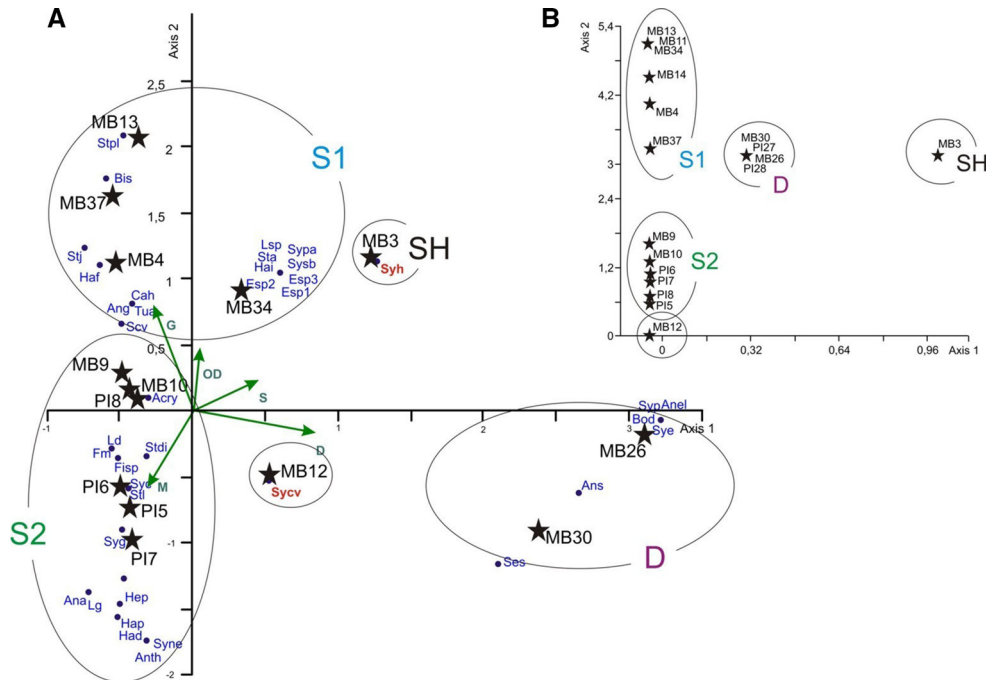 A
Axis 2
2,5
2
1,5
1
0,5
-1
1
2
3
Axis 1
-1
-2
S1
MB13
Stpl
Bis
MB37
Stj
MB4
Haf
Cah
Ang Tua
Scv
Lsp Sypa
Sta
Hai Sysb
Esp2 Esp3
Esp1
MB34
MB3
SH
Syh
G
OD
S
D
M
MB9
MB10
PI8
Acry
Ld
Stdi
Fm
Fisp
PI6
Syc
Stl
PI5
S2
Syg
PI7
Ana Lg
Hep
Hap
Had
Syne
Anth
MB12
Sycv
Syp Anel
Bod
Sye
MB26
Ans
MB30
Ses
D
B
Axis 2
5,4
4,2
3
2,4
1,2
0
0
0,32
0,64
0,96
Axis 1
MB13
MB11
MB34
MB14
MB4
MB37
S1
MB30
PI27
MB26
PI28
D
MB3
SH
MB9
MB10
PI6
PI7
PI8
PI5
S2
MB12